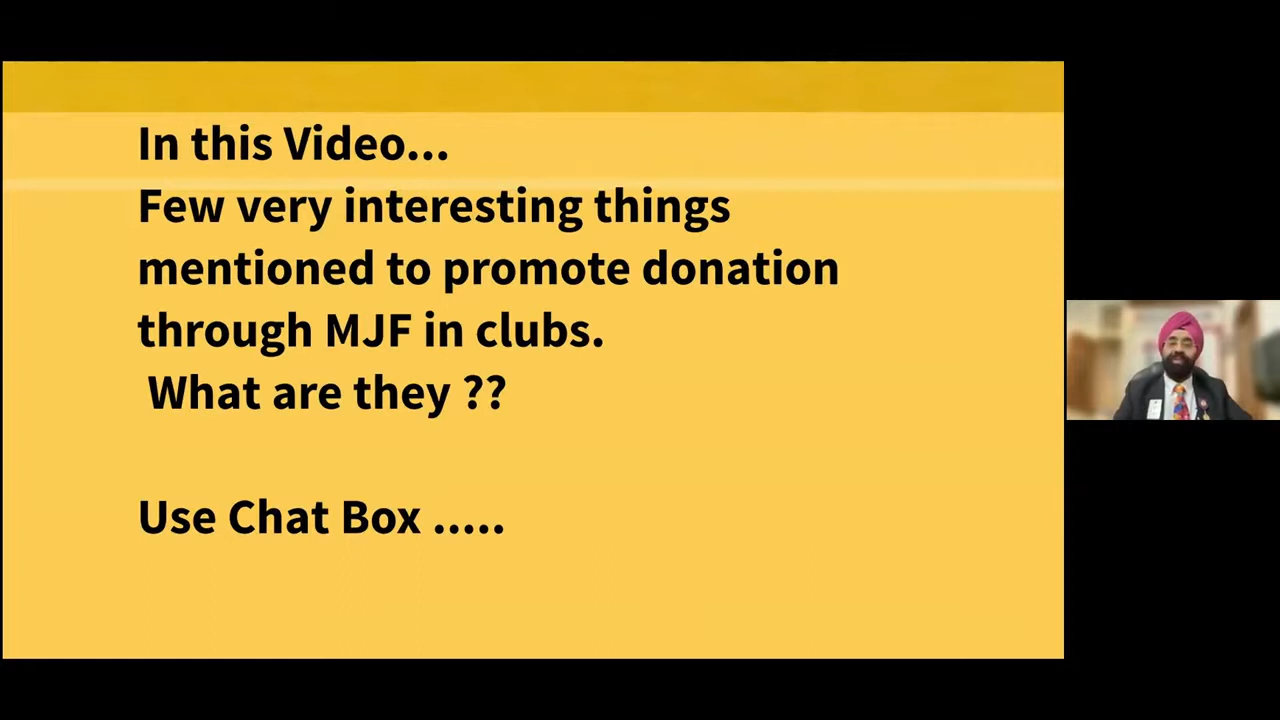 In this Video...
Few very interesting things
mentioned to promote donation
through MJF in clubs.
What are they ??
Use Chat Box .....